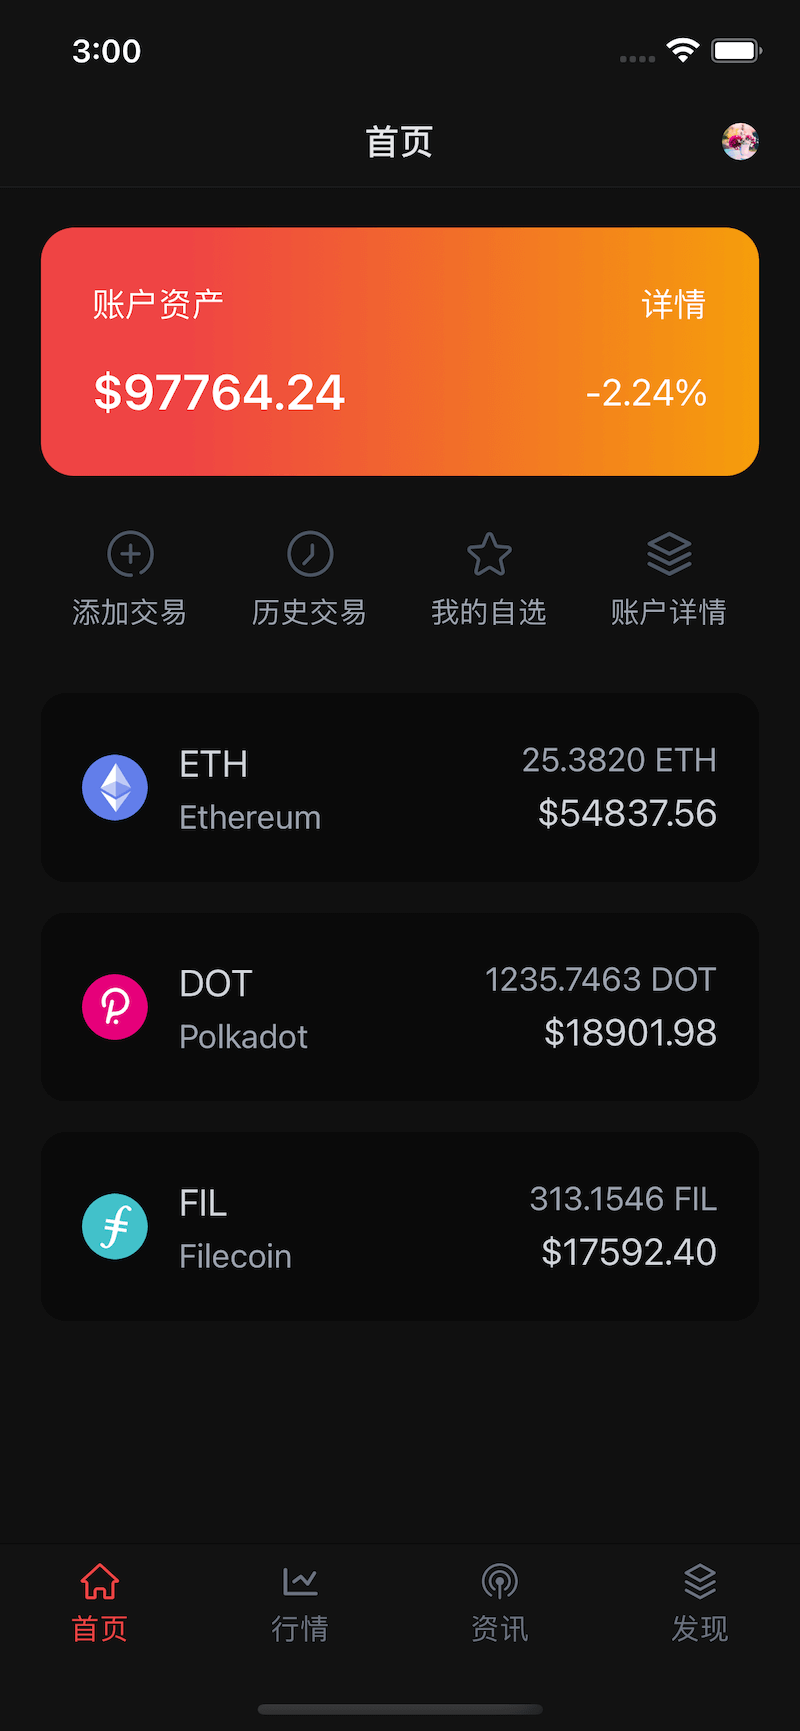 3:00
首页
账户资产
详情
$97764.24
-2.24%
添加交易
历史交易
我的自选
账户详情
ETH
25.3820 ETH
Ethereum
$54837.56
DOT
1235.7463 DOT
Polkadot
$18901.98
FIL
313.1546 FIL
Filecoin
$17592.40
首页
行情
资讯
发现